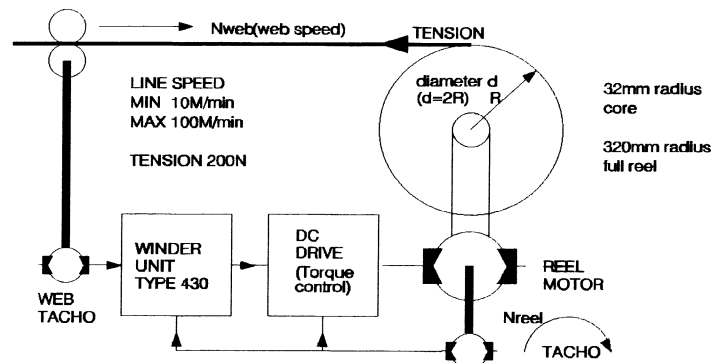 Nweb(web speed)
TENSION
LINE SPEED
MIN 10M/min
MAX 100M/min
TENSION 200N
diameter d
(d=2R) R
32mm radius
core
320mm radius
full reel
WINDER
UNIT
TYPE 430
DC
DRIVE
(Torque
control)
REEL
MOTOR
WEB
TACHO
Nreel
TACHO